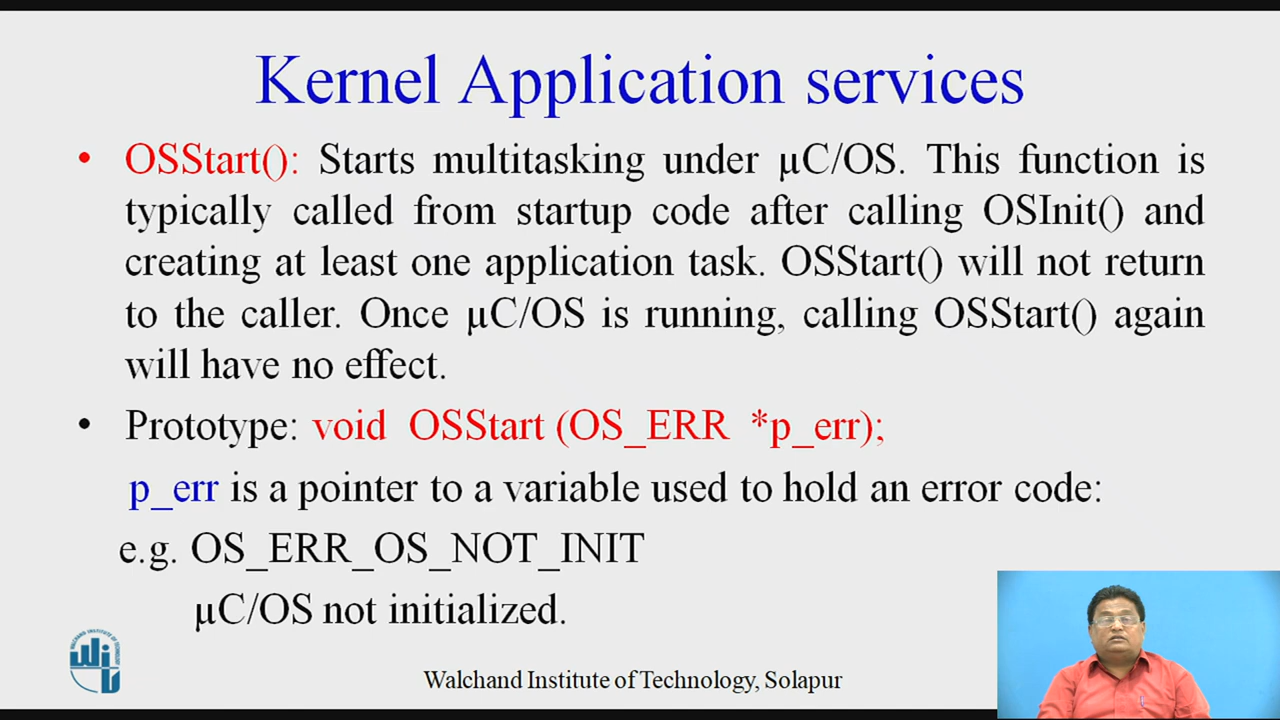 Kernel Application services
• OSStart(): Starts multitasking under µC/OS. This function is
typically called from startup code after calling OSInit() and
creating at least one application task. OSStart() will not return
to the caller. Once µC/OS is running, calling OSStart() again
will have no effect.
• Prototype: void OSStart (OS_ERR *p_err);
p_err is a pointer to a variable used to hold an error code:
e.g. OS_ERR_OS_NOT_INIT
µC/OS not initialized.
Walchand Institute of Technology, Solapur